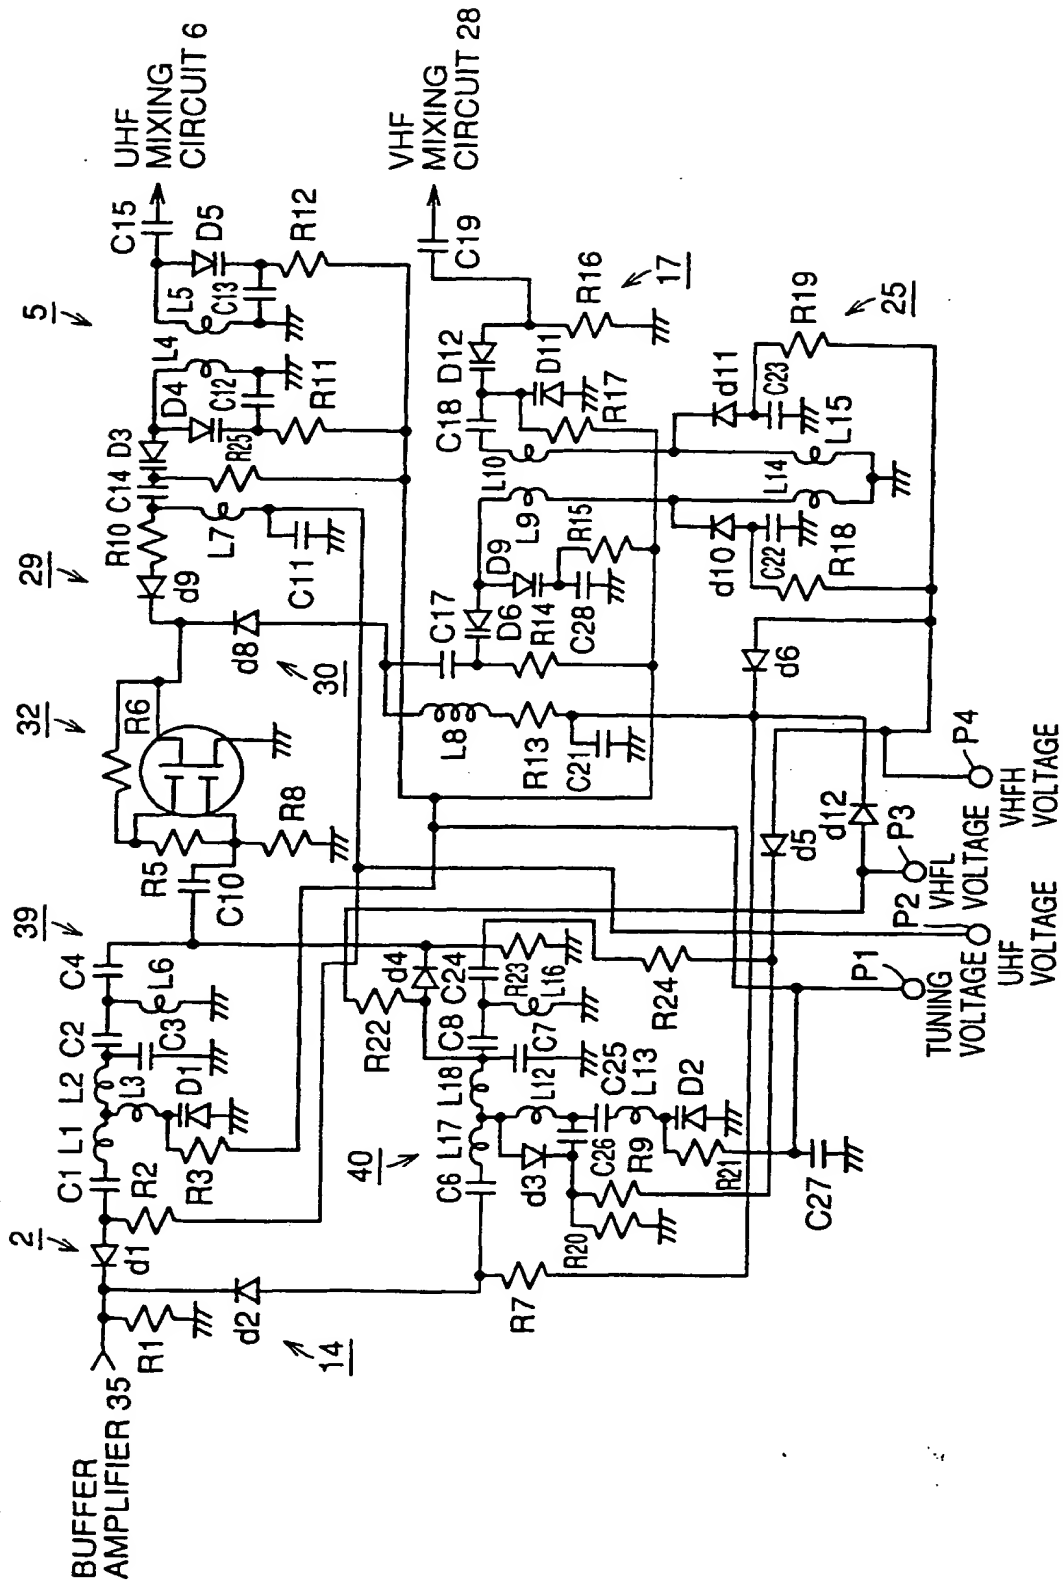 BUFFER
AMPLIFIER 35
R1
2
d1
d2
14
C1
R2
L1
L2
L3
R3
D1
C2
C3
L6
C4
39
C10
R5
R8
R6
32
d8
30
29
d9
R10
C14
L7
C11
D3
R25
D4
C12
R11
L4
5
L5
C13
D5
R12
C15
UHF
MIXING
CIRCUIT 6
R7
40
C6
L17
L18
d3
R20
C26
R9
L12
C25
L13
D2
R21
C27
C8
C7
R22
d4
C24
R23
L16
R24
L8
R13
C21
C17
D6
R14
D9
C28
R15
L9
L10
C18
D12
D11
R17
R16
17
C19
VHF
MIXING
CIRCUIT 28
d5
d6
d12
d10
C22
R18
L14
L15
d11
C23
R19
25
P1
TUNING
VOLTAGE
P2
UHF
VOLTAGE
P3
VHFL
VOLTAGE
P4
VHFH
VOLTAGE